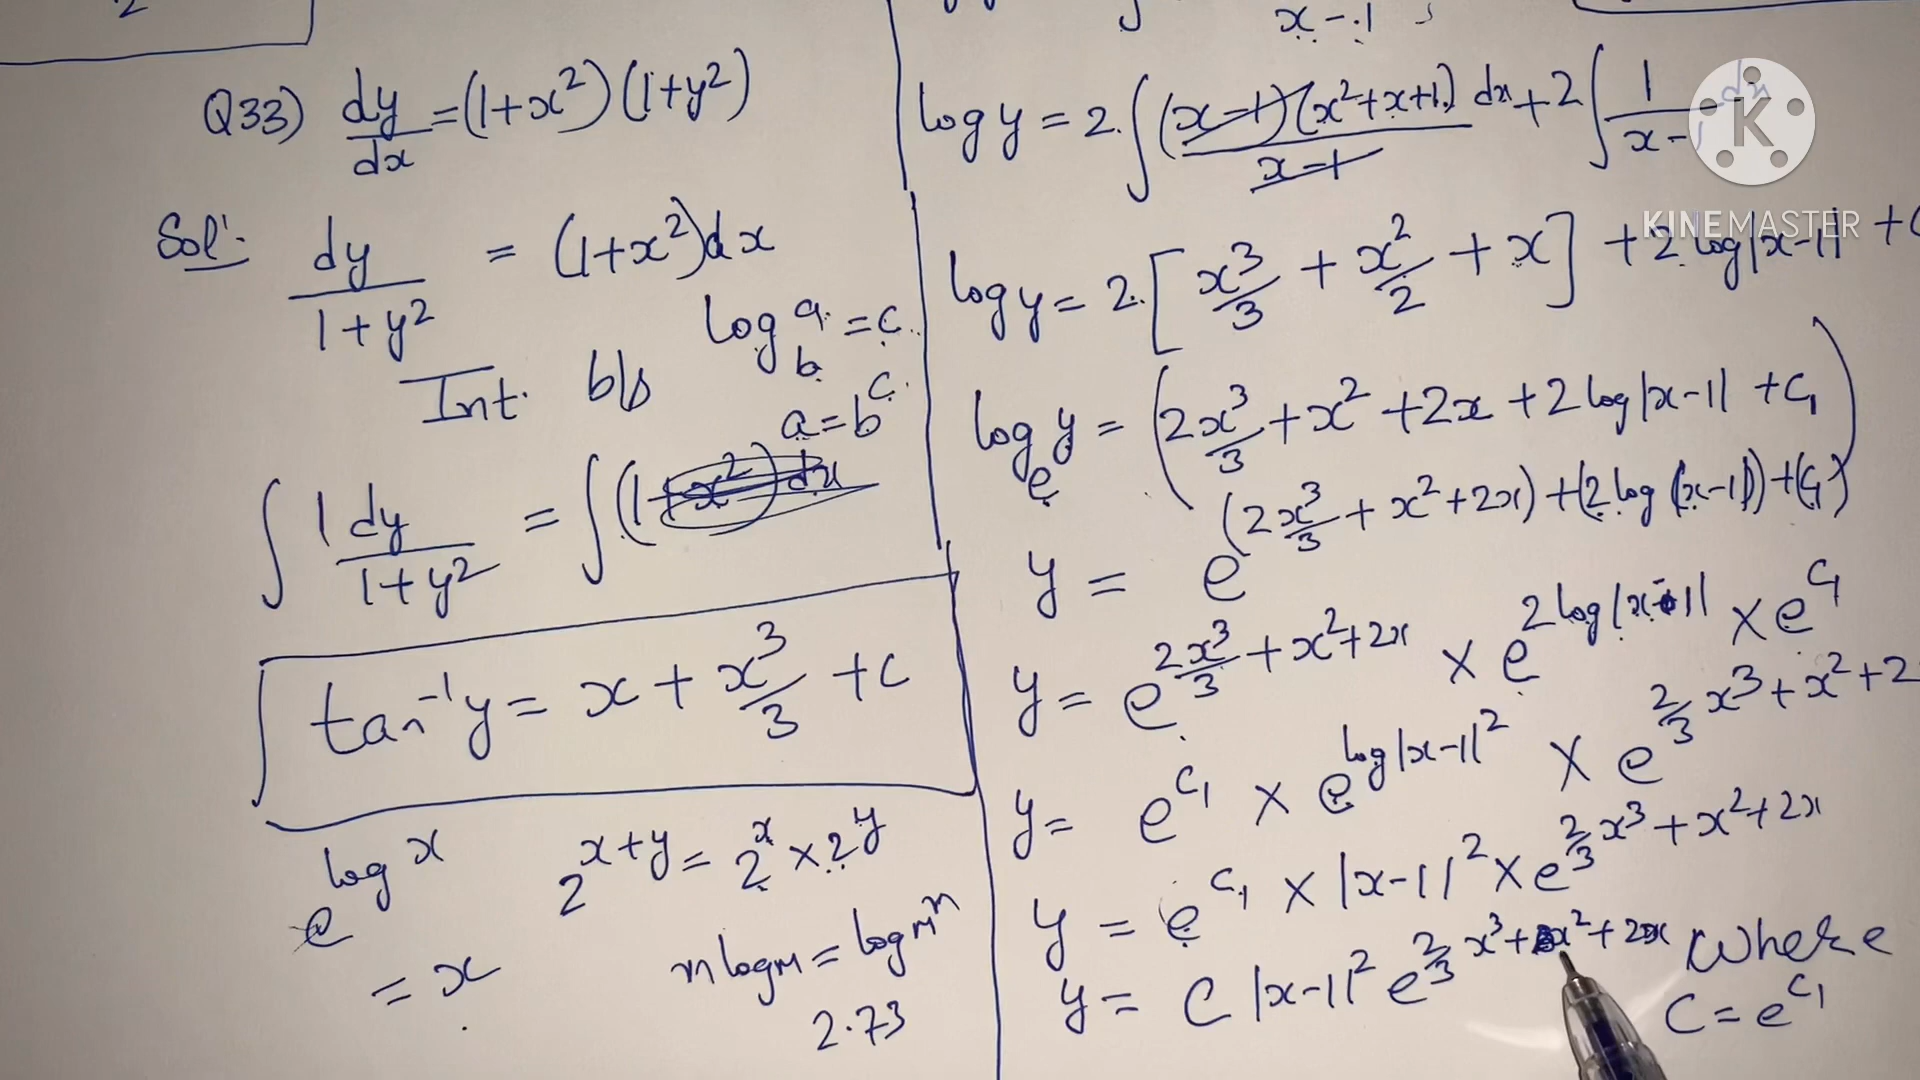 2
Q33) dy/dx = (1+x²)(1+y²)
Sol': dy/1+y² = (1+x²)dx
Int. b/s
log_b a = c
a = b^c
∫ 1 dy/1+y² = ∫ (1+x²) dx
tan⁻¹y = x + x³/3 + c
e^log x
= x
2^x+y = 2^x × 2^y
n log m = log m^n
2.73
x-1
log y = 2 ∫ (x-1)(x²+x+1)/x-1 dx + 2 ∫ 1/x-
log y = 2 [x³/3 + x²/2 + x] + 2 log|x-1| +
log_e y = (2x³/3 + x² + 2x + 2 log|x-1| + C₁)
y = e^(2x³/3 + x² + 2x) + (2 log|x-1|) + (C₁)
y = e^2x³/3 + x² + 2x × e^2 log|x-1| × e^C₁
y = e^C₁ × e^log|x-1|² × e^2/3 x³ + x² + 2
y = e^C₁ × |x-1|² × e^2/3 x³ + x² + 2x
y = C |x-1|² e^2/3 x³ + x² + 2x where
C = e^C₁
KINEMASTER